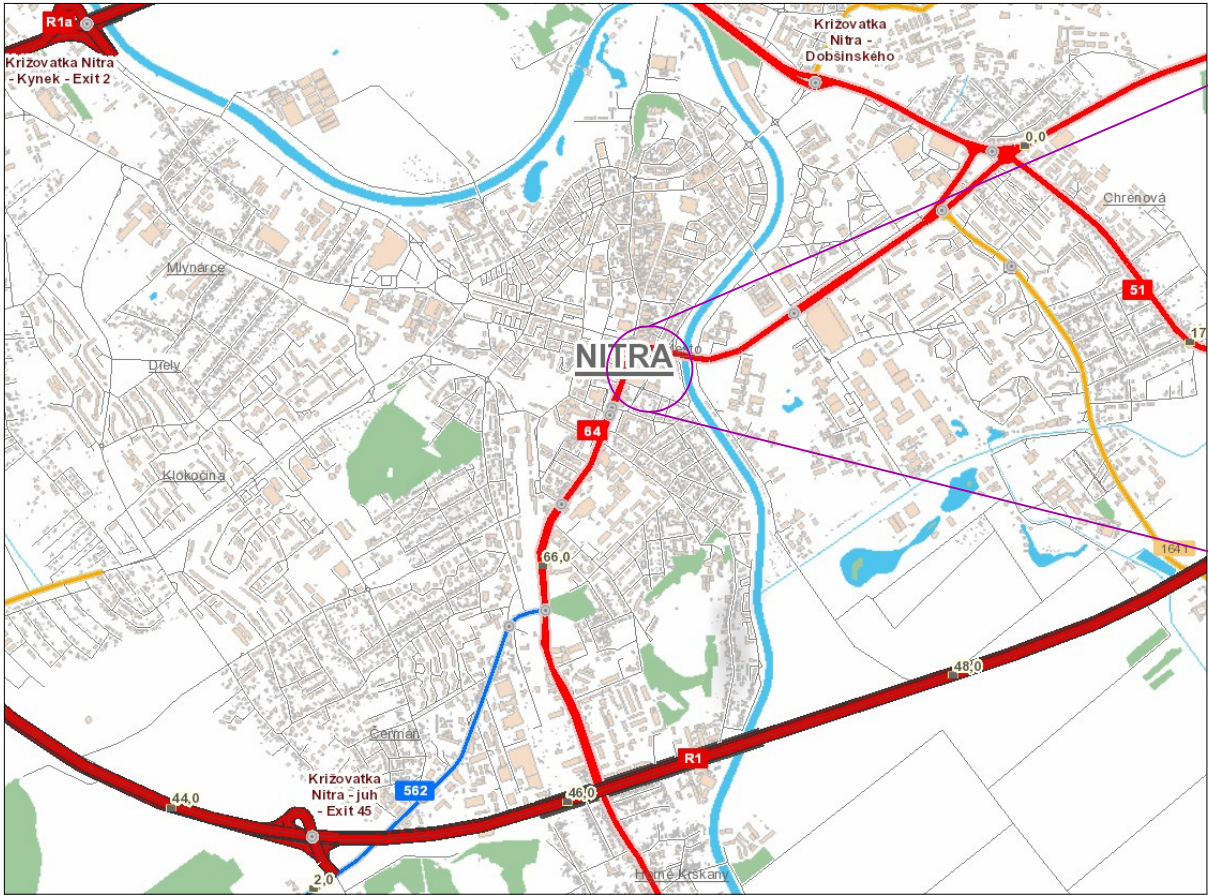 R1a
Križovatka Nitra
- Kynek - Exit 2
Križovatka
Nitra -
Dobšinského
0,0
Chrenová
Mlynárce
51
17
NITRA
Diely
64
Klokočina
66,0
1641
48,0
Čermáň
R1
Križovatka
Nitra - juh
- Exit 45
562
44,0
46,0
2,0
Horné Krškany